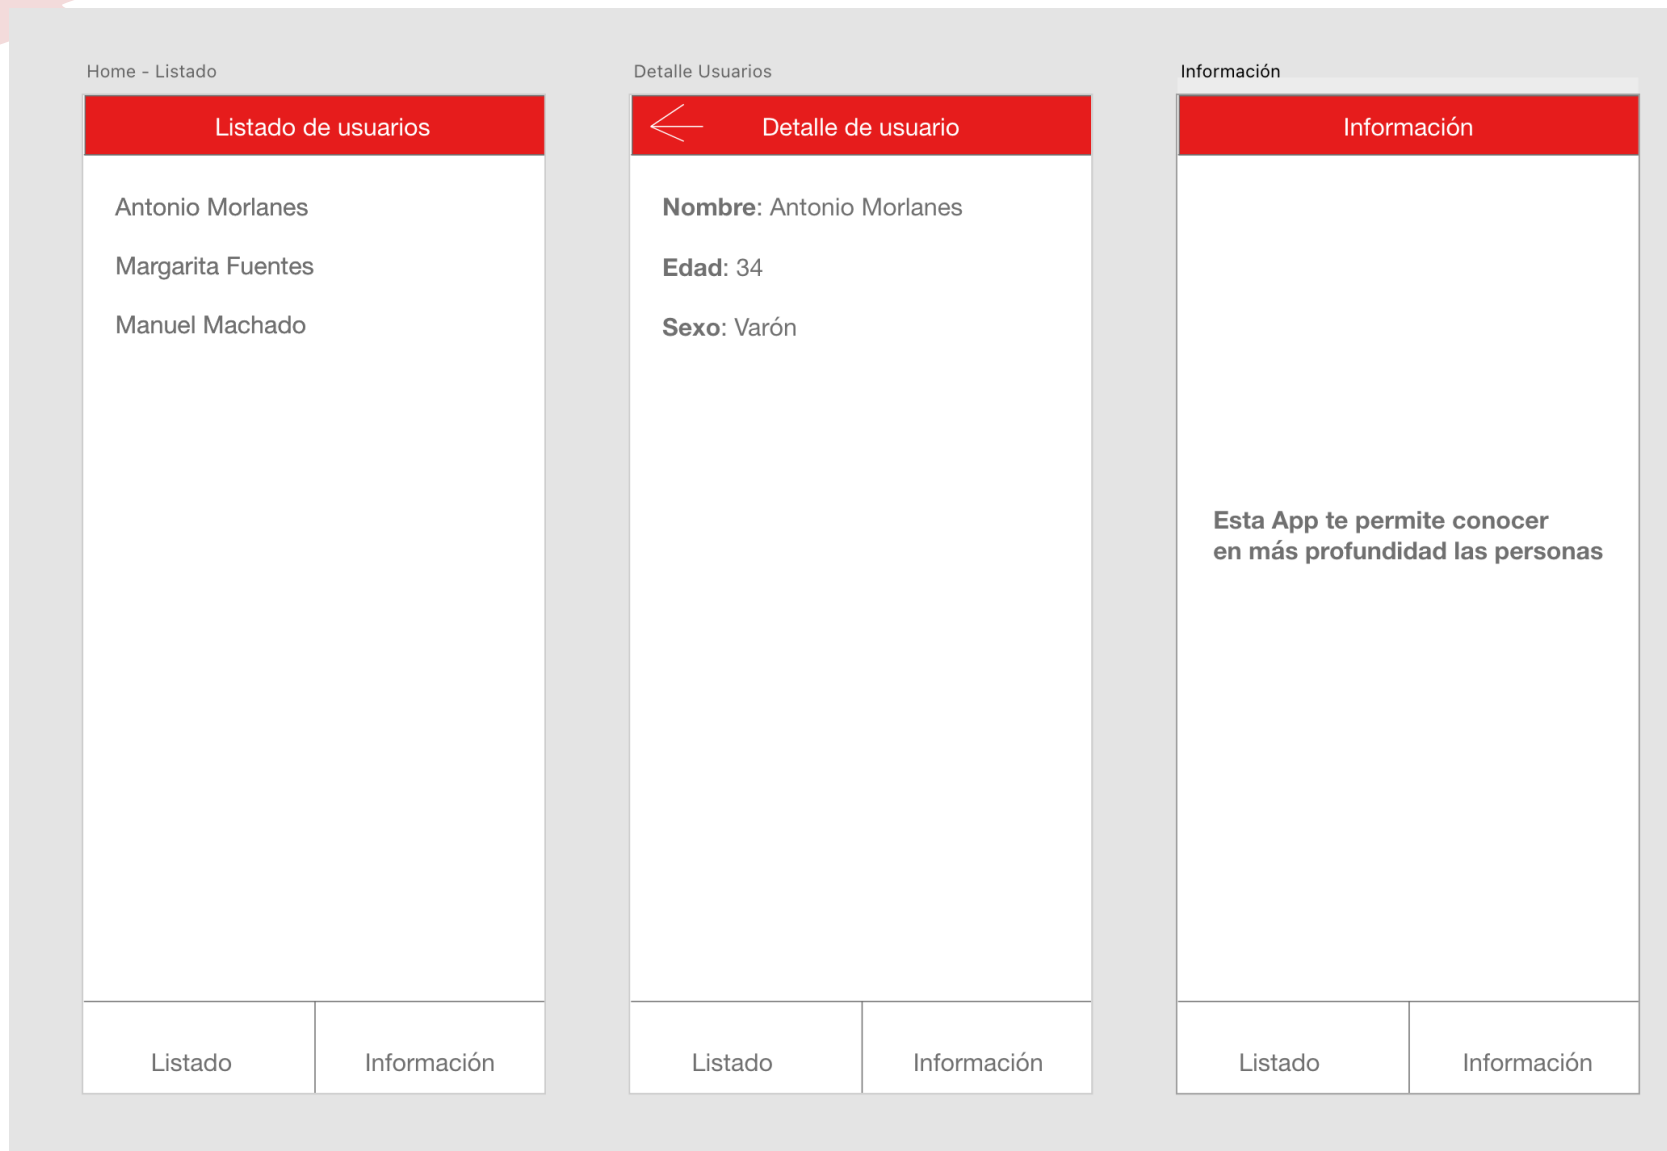 Home - Listado
Listado de usuarios
Antonio Morlanes
Margarita Fuentes
Manuel Machado
Listado
Información
Detalle Usuarios
Detalle de usuario
Nombre: Antonio Morlanes
Edad: 34
Sexo: Varón
Listado
Información
Información
Información
Esta App te permite conocer
en más profundidad las personas
Listado
Información